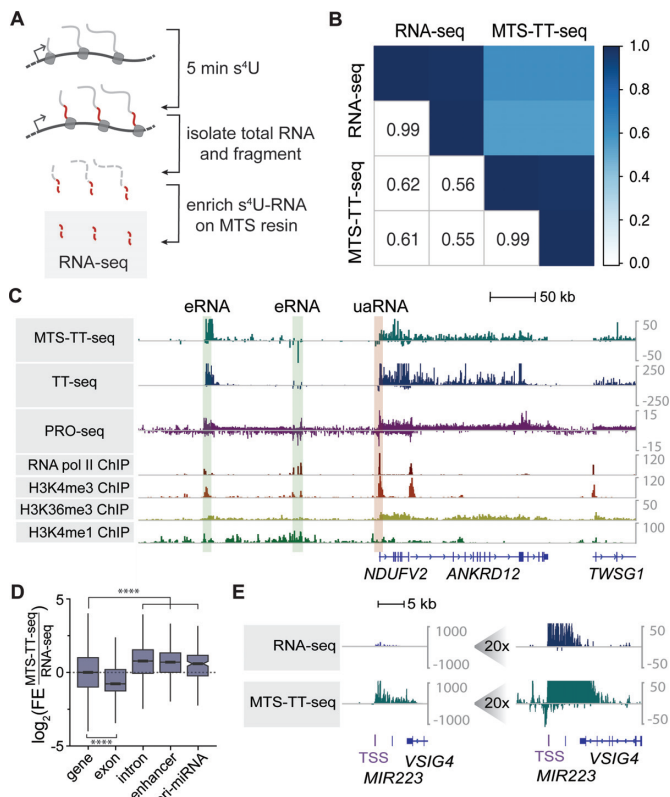 A
5 min s⁴U
isolate total RNA
and fragment
enrich s⁴U-RNA
on MTS resin
RNA-seq
B
RNA-seq MTS-TT-seq
RNA-seq
MTS-TT-seq
0.99
0.62 0.56
0.61 0.55 0.99
1.0
0.8
0.6
0.4
0.2
0.0
C
50 kb
eRNA eRNA uaRNA
MTS-TT-seq
50
-50
TT-seq
250
-250
PRO-seq
15
-15
RNA pol II ChIP
120
H3K4me3 ChIP
120
H3K36me3 ChIP
50
H3K4me1 ChIP
100
NDUFV2 ANKRD12 TWSG1
D
log₂(FE MTS-TT-seq
RNA-seq)
5
0
-5
****
****
gene
exon
intron
enhancer
pri-miRNA
E
5 kb
RNA-seq
1000
-1000
20x
50
-50
MTS-TT-seq
1000
-1000
20x
50
-50
TSS VSIG4
MIR223
TSS VSIG4
MIR223